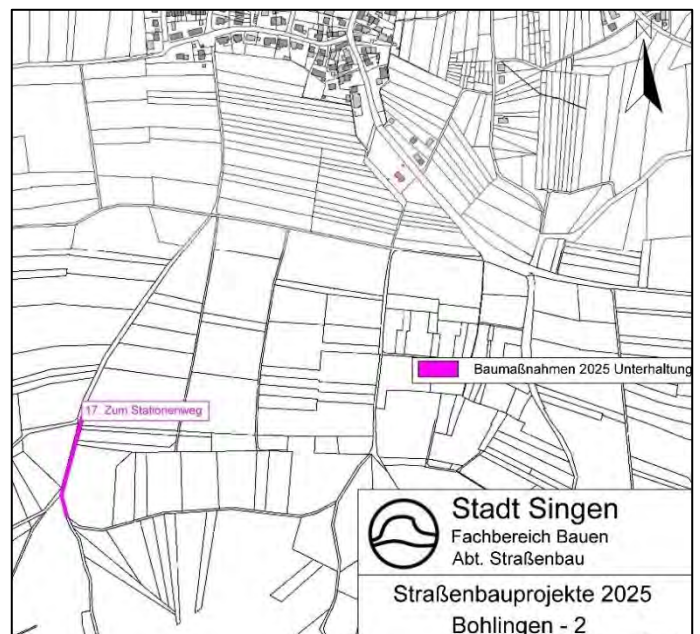 Baumaßnahmen 2025 Unterhaltung
17. Zum Stationenweg
Stadt Singen
Fachbereich Bauen
Abt. Straßenbau
Straßenbauprojekte 2025
Bohlingen - 2